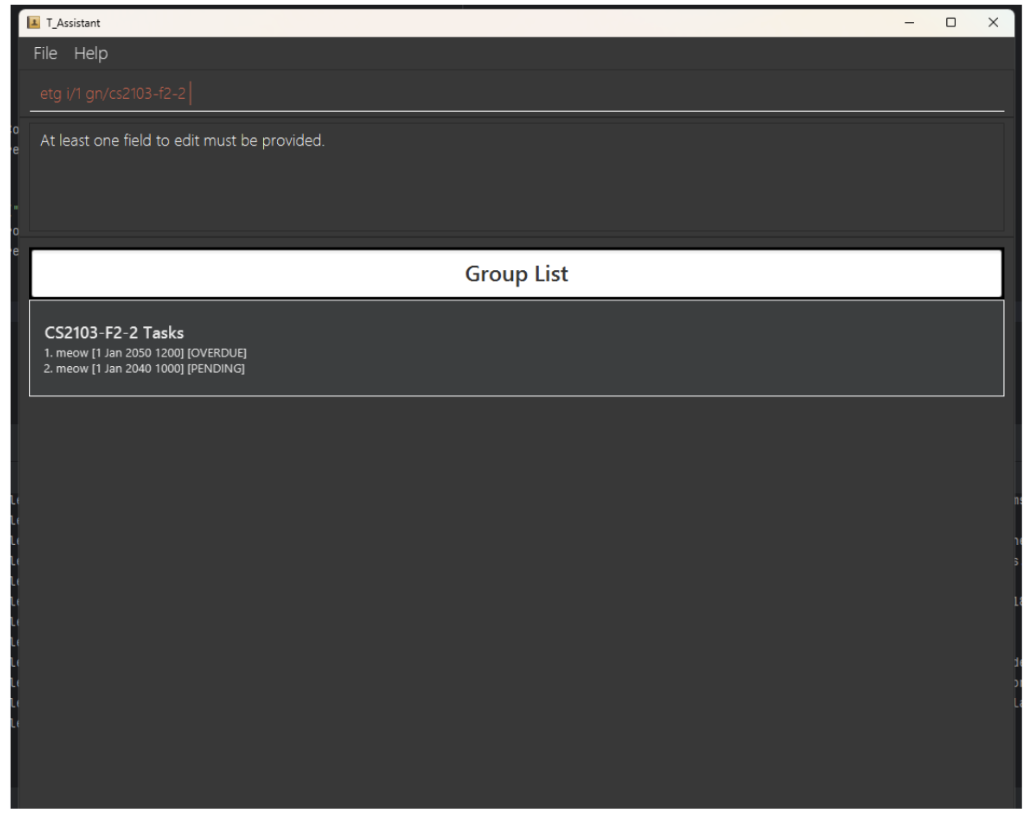 T_Assistant
File Help
etg i/1 gn/cs2103-f2-2
At least one field to edit must be provided.
Group List
CS2103-F2-2 Tasks
1. meow [1 Jan 2050 1200] [OVERDUE]
2. meow [1 Jan 2040 1000] [PENDING]